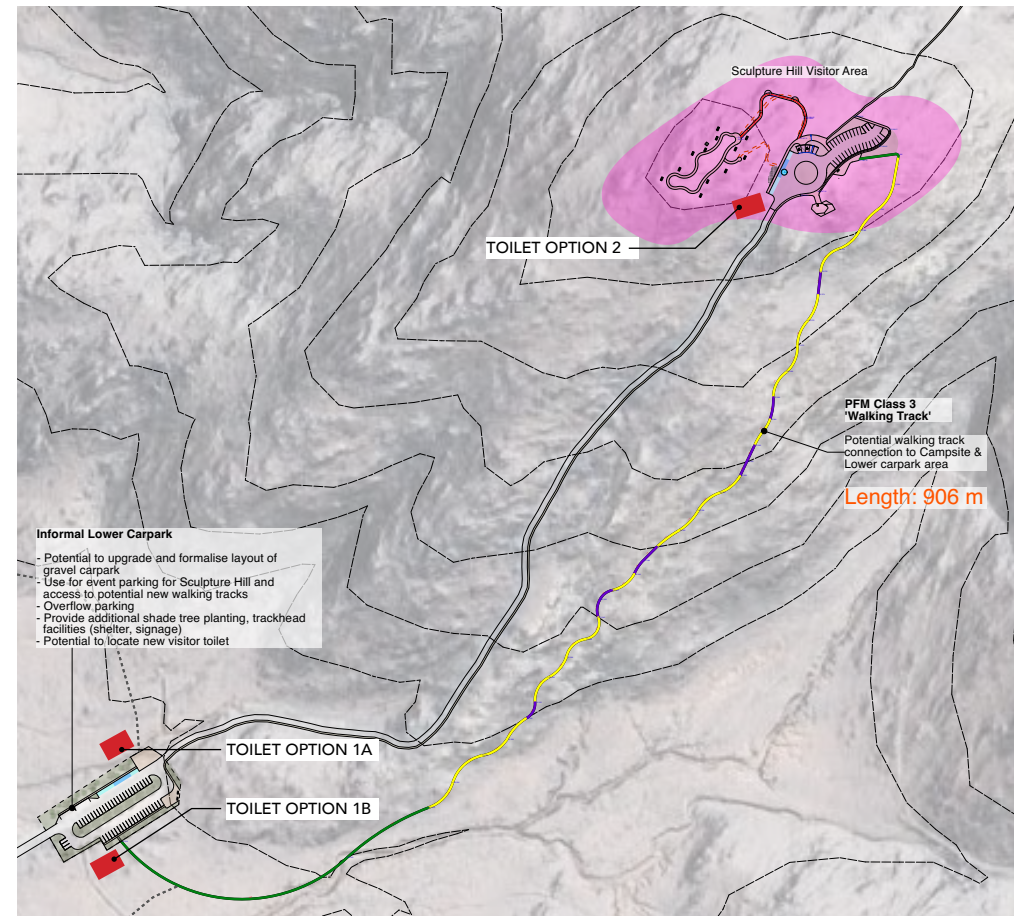 Sculpture Hill Visitor Area
TOILET OPTION 2
PFM Class 3
'Walking Track'
Potential walking track
connection to Campsite &
Lower carpark area
Length: 906 m
Informal Lower Carpark
- Potential to upgrade and formalise layout of
gravel carpark
- Use for event parking for Sculpture Hill and
access to potential new walking tracks
- Overflow parking
- Provide additional shade tree planting, trackhead
facilities (shelter, signage)
- Potential to locate new visitor toilet
TOILET OPTION 1A
TOILET OPTION 1B